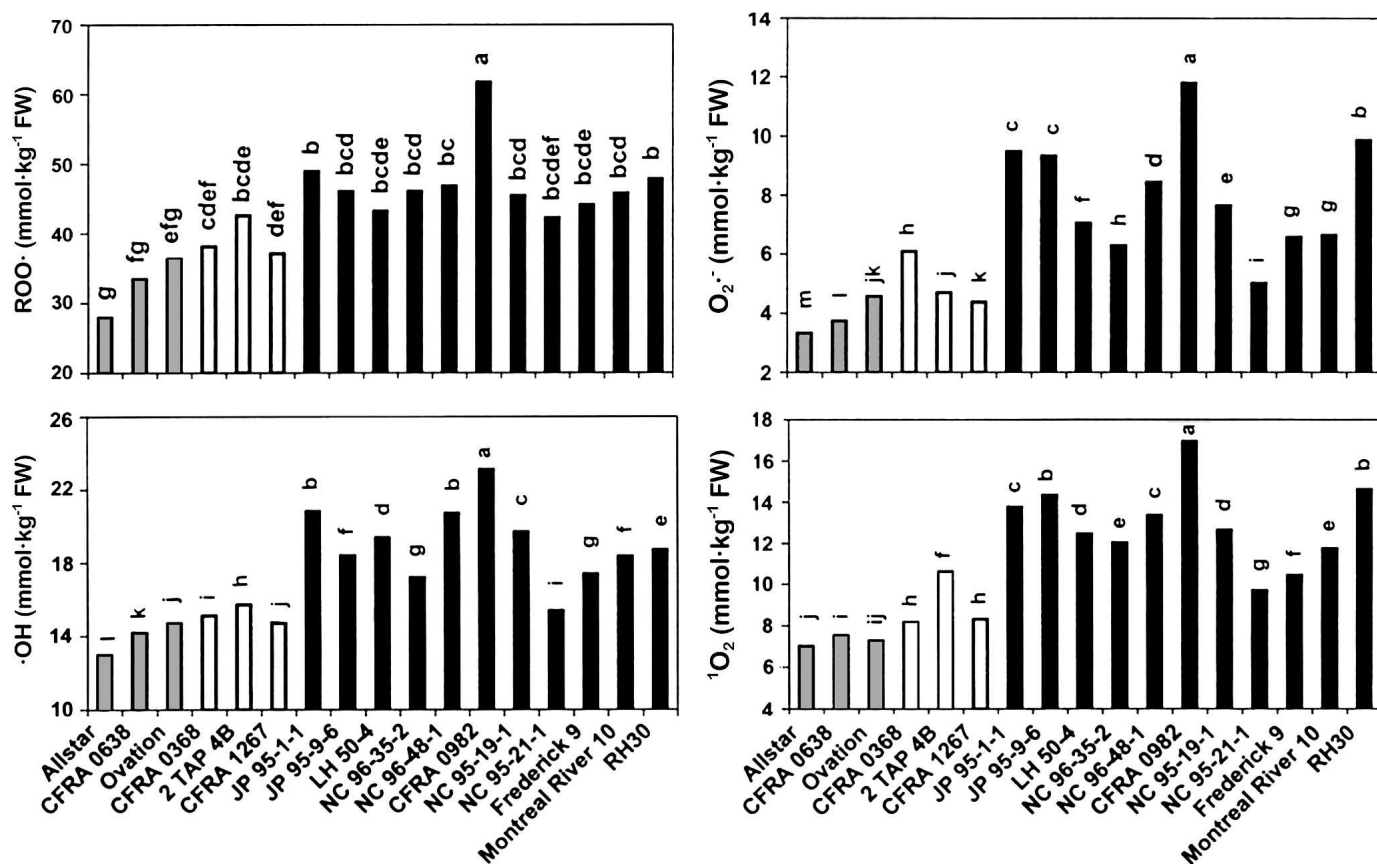 ROO· (mmol·kg⁻¹ FW)
70
60
50
40
30
20
g fg efg cdef bcde def b bcd bcde bcd bc a bcd bcdef bcde bcd b
O₂·⁻ (mmol·kg⁻¹ FW)
14
12
10
8
6
4
2
m l jk h j k c c f h d a e i g g b
·OH (mmol·kg⁻¹ FW)
26
22
18
14
10
l k j i h j b f d g b a c i g f e
Allstar
CFRA 0638
Ovation
CFRA 0368
2 TAP 4B
CFRA 1267
JP 95-1-1
JP 95-9-6
LH 50-4
NC 96-35-2
NC 96-48-1
CFRA 0982
NC 95-19-1
NC 95-21-1
Frederick 9
Montreal River 10
RH30
¹O₂ (mmol·kg⁻¹ FW)
18
16
14
12
10
8
6
4
j i ij h f h c b d e c a d g f e b
Allstar
CFRA 0638
Ovation
CFRA 0368
2 TAP 4B
CFRA 1267
JP 95-1-1
JP 95-9-6
LH 50-4
NC 96-35-2
NC 96-48-1
CFRA 0982
NC 95-19-1
NC 95-21-1
Frederick 9
Montreal River 10
RH30